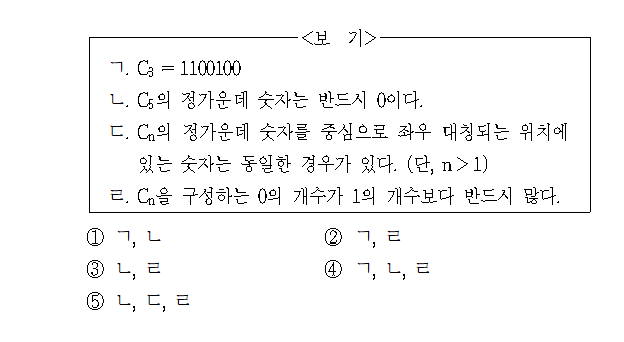 <보 기>
ㄱ. C₃ = 1100100
ㄴ. C₅의 정가운데 숫자는 반드시 0이다.
ㄷ. Cₙ의 정가운데 숫자를 중심으로 좌우 대칭되는 위치에
있는 숫자는 동일한 경우가 있다. (단, n > 1)
ㄹ. Cₙ을 구성하는 0의 개수가 1의 개수보다 반드시 많다.
① ㄱ, ㄴ ② ㄱ, ㄹ
③ ㄴ, ㄹ ④ ㄱ, ㄴ, ㄹ
⑤ ㄴ, ㄷ, ㄹ